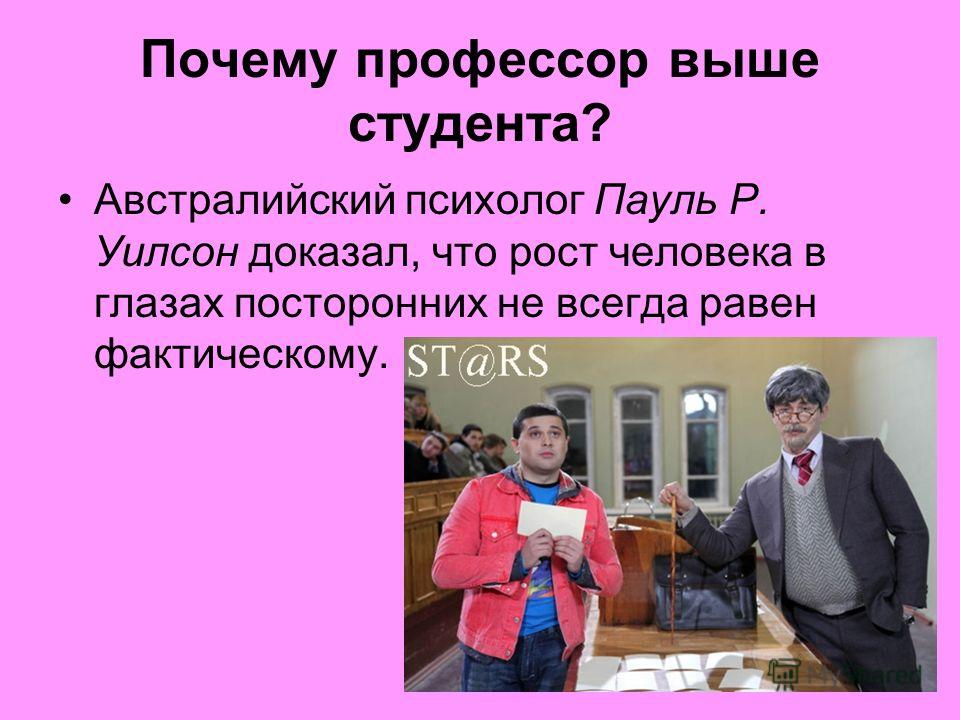 Почему профессор выше
студента?
• Австралийский психолог Пауль Р.
Уилсон доказал, что рост человека в
глазах посторонних не всегда равен
фактическому.
ST@RS
MyShared